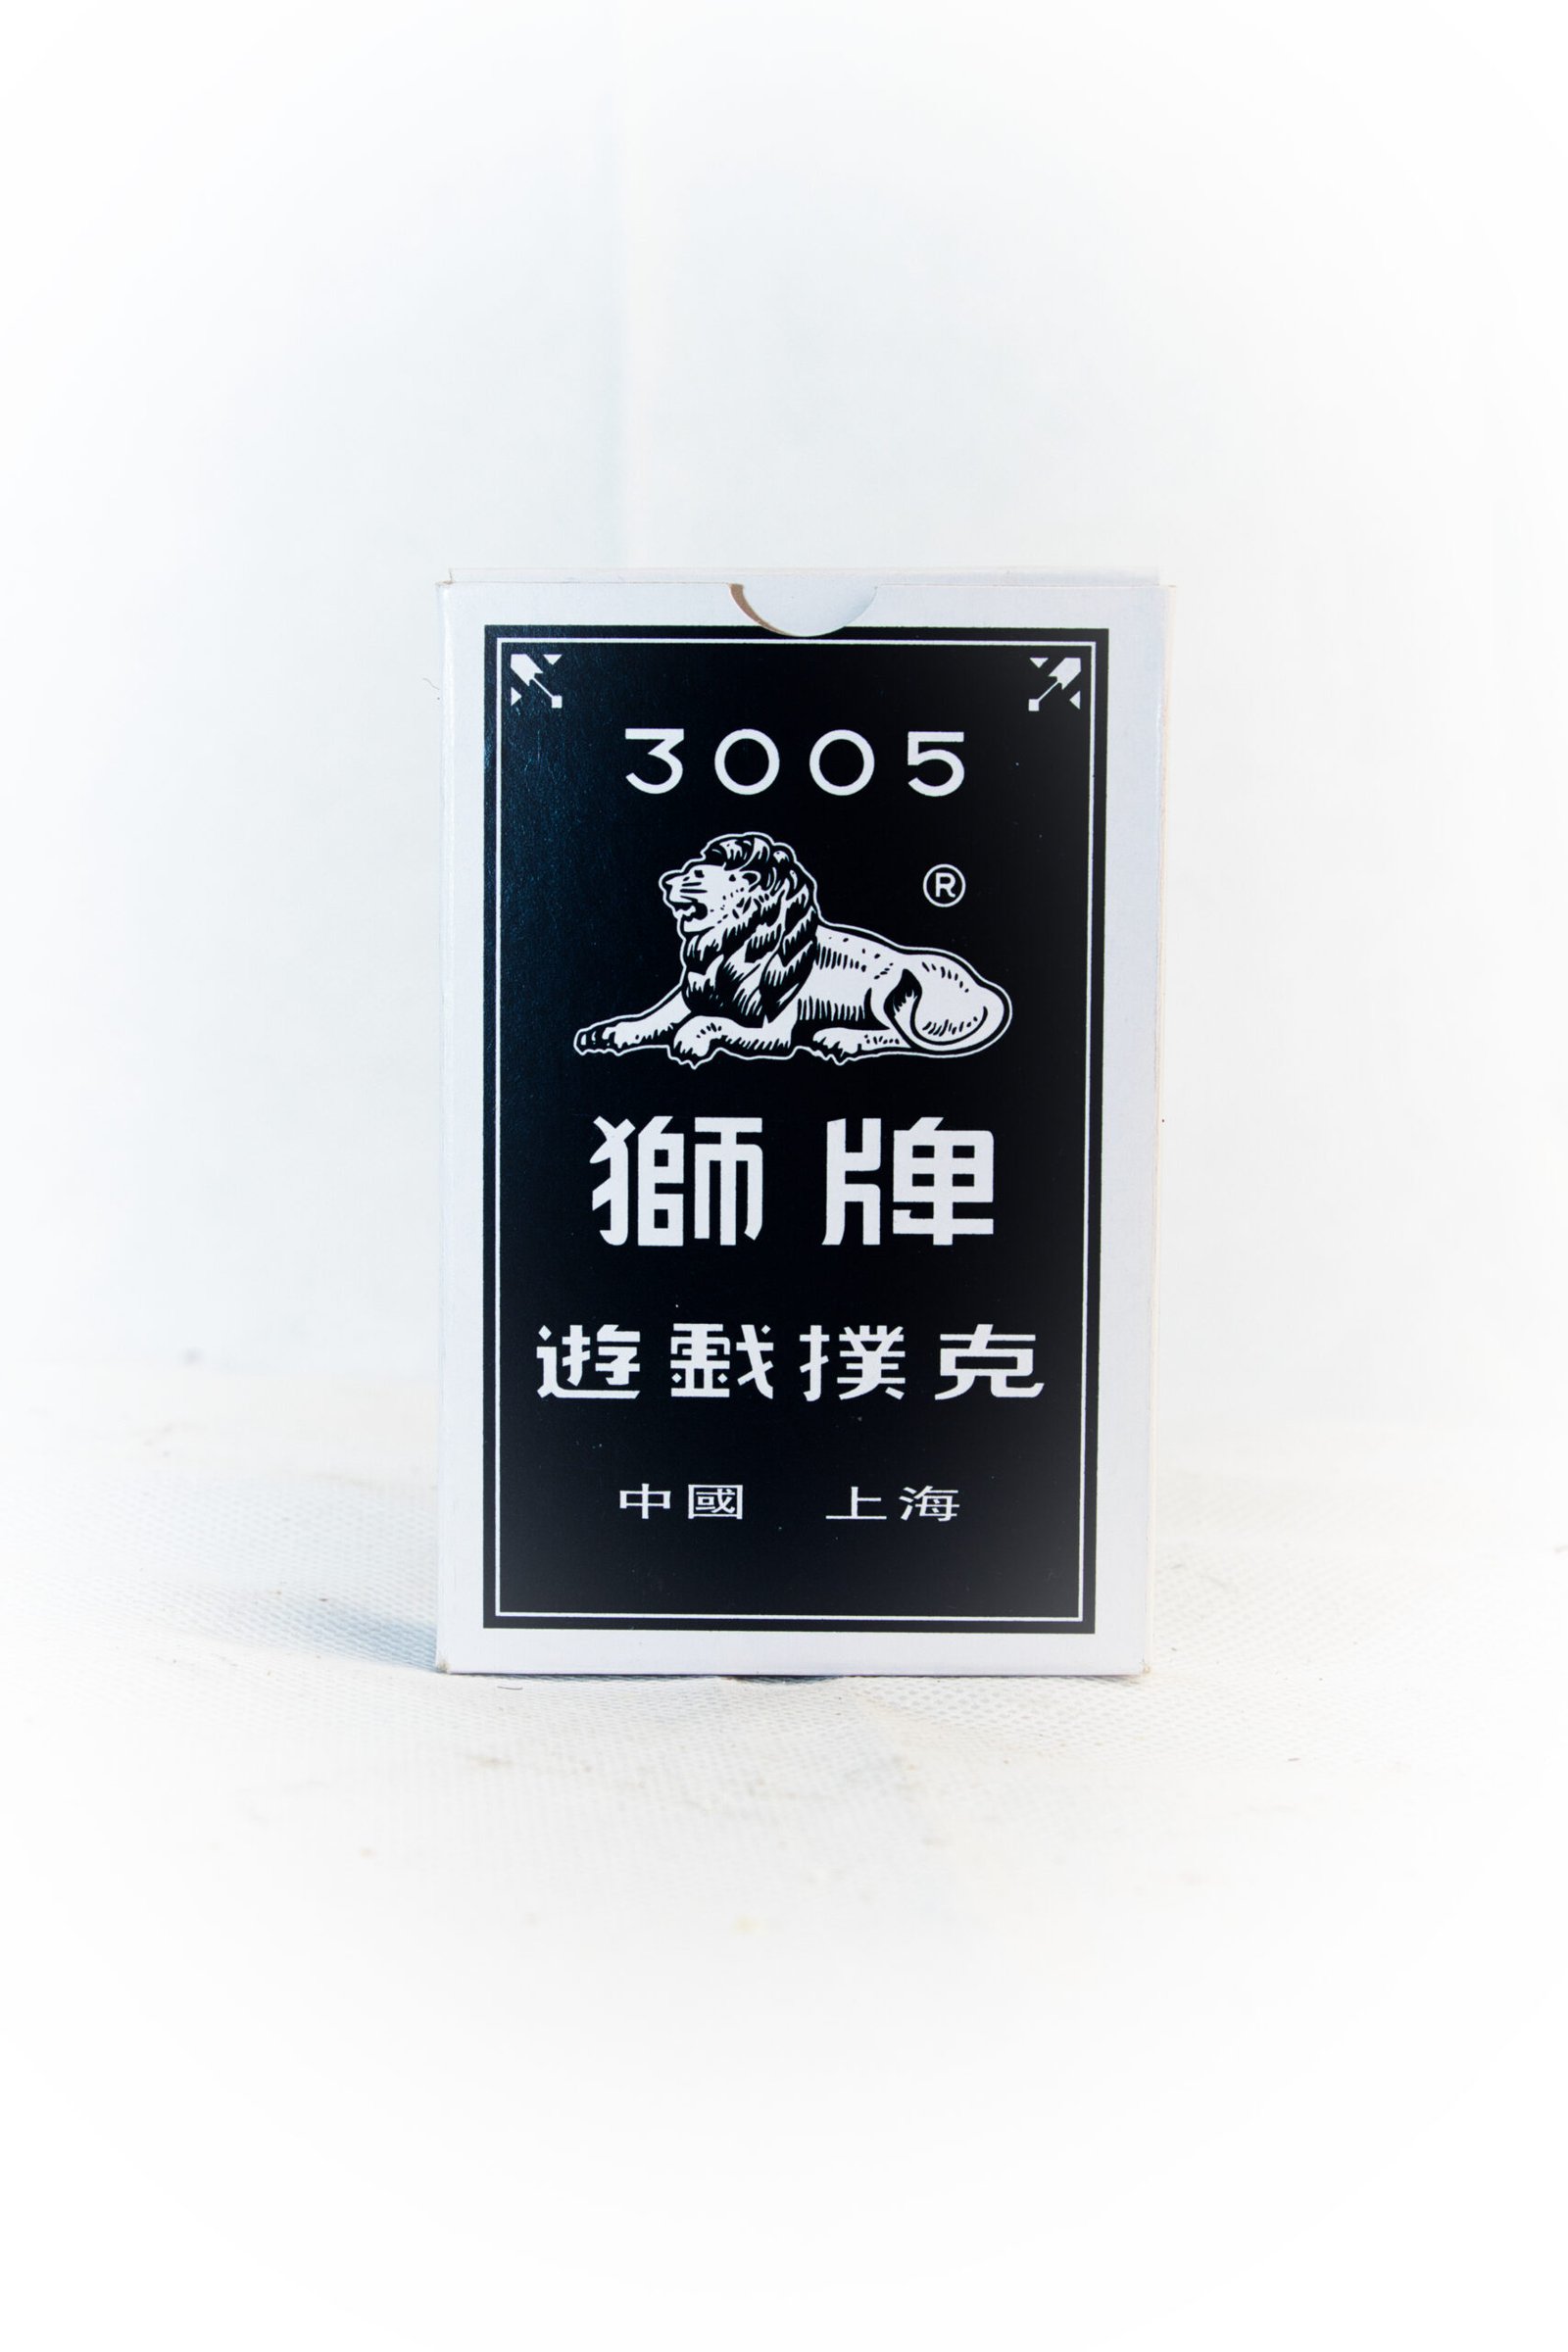 3005
®
獅牌
遊戲撲克
中國 上海